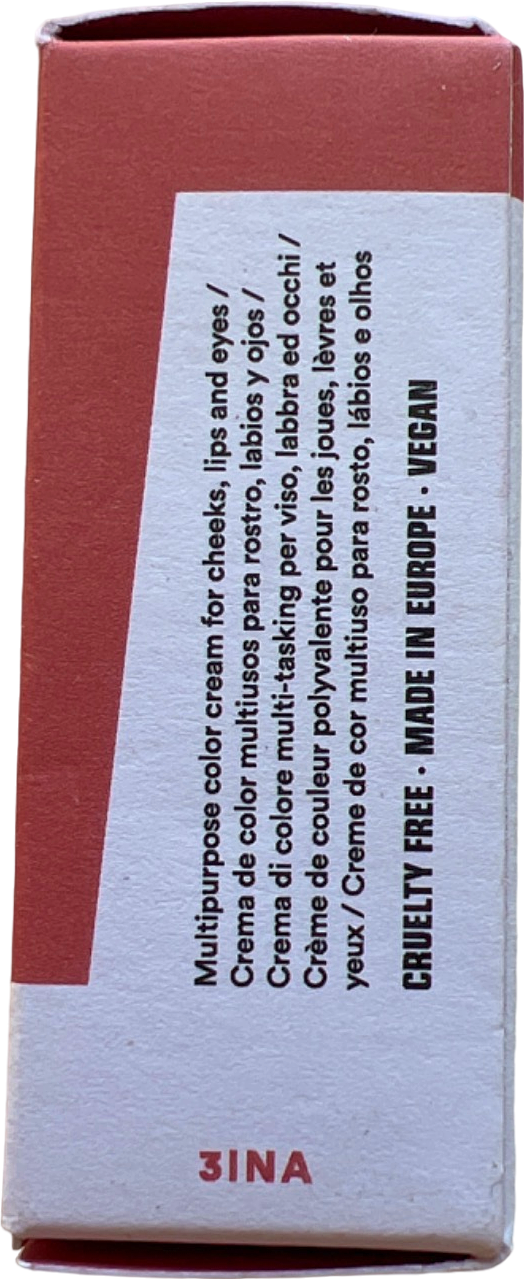 Multipurpose color cream for cheeks, lips and eyes /
Crema de color multiusos para rostro, labios y ojos /
Crema di colore multi-tasking per viso, labbra ed occhi /
Crème de couleur polyvalente pour les joues, lèvres et
yeux / Creme de cor multiuso para rosto, lábios e olhos
CRUELTY FREE · MADE IN EUROPE · VEGAN
3INA